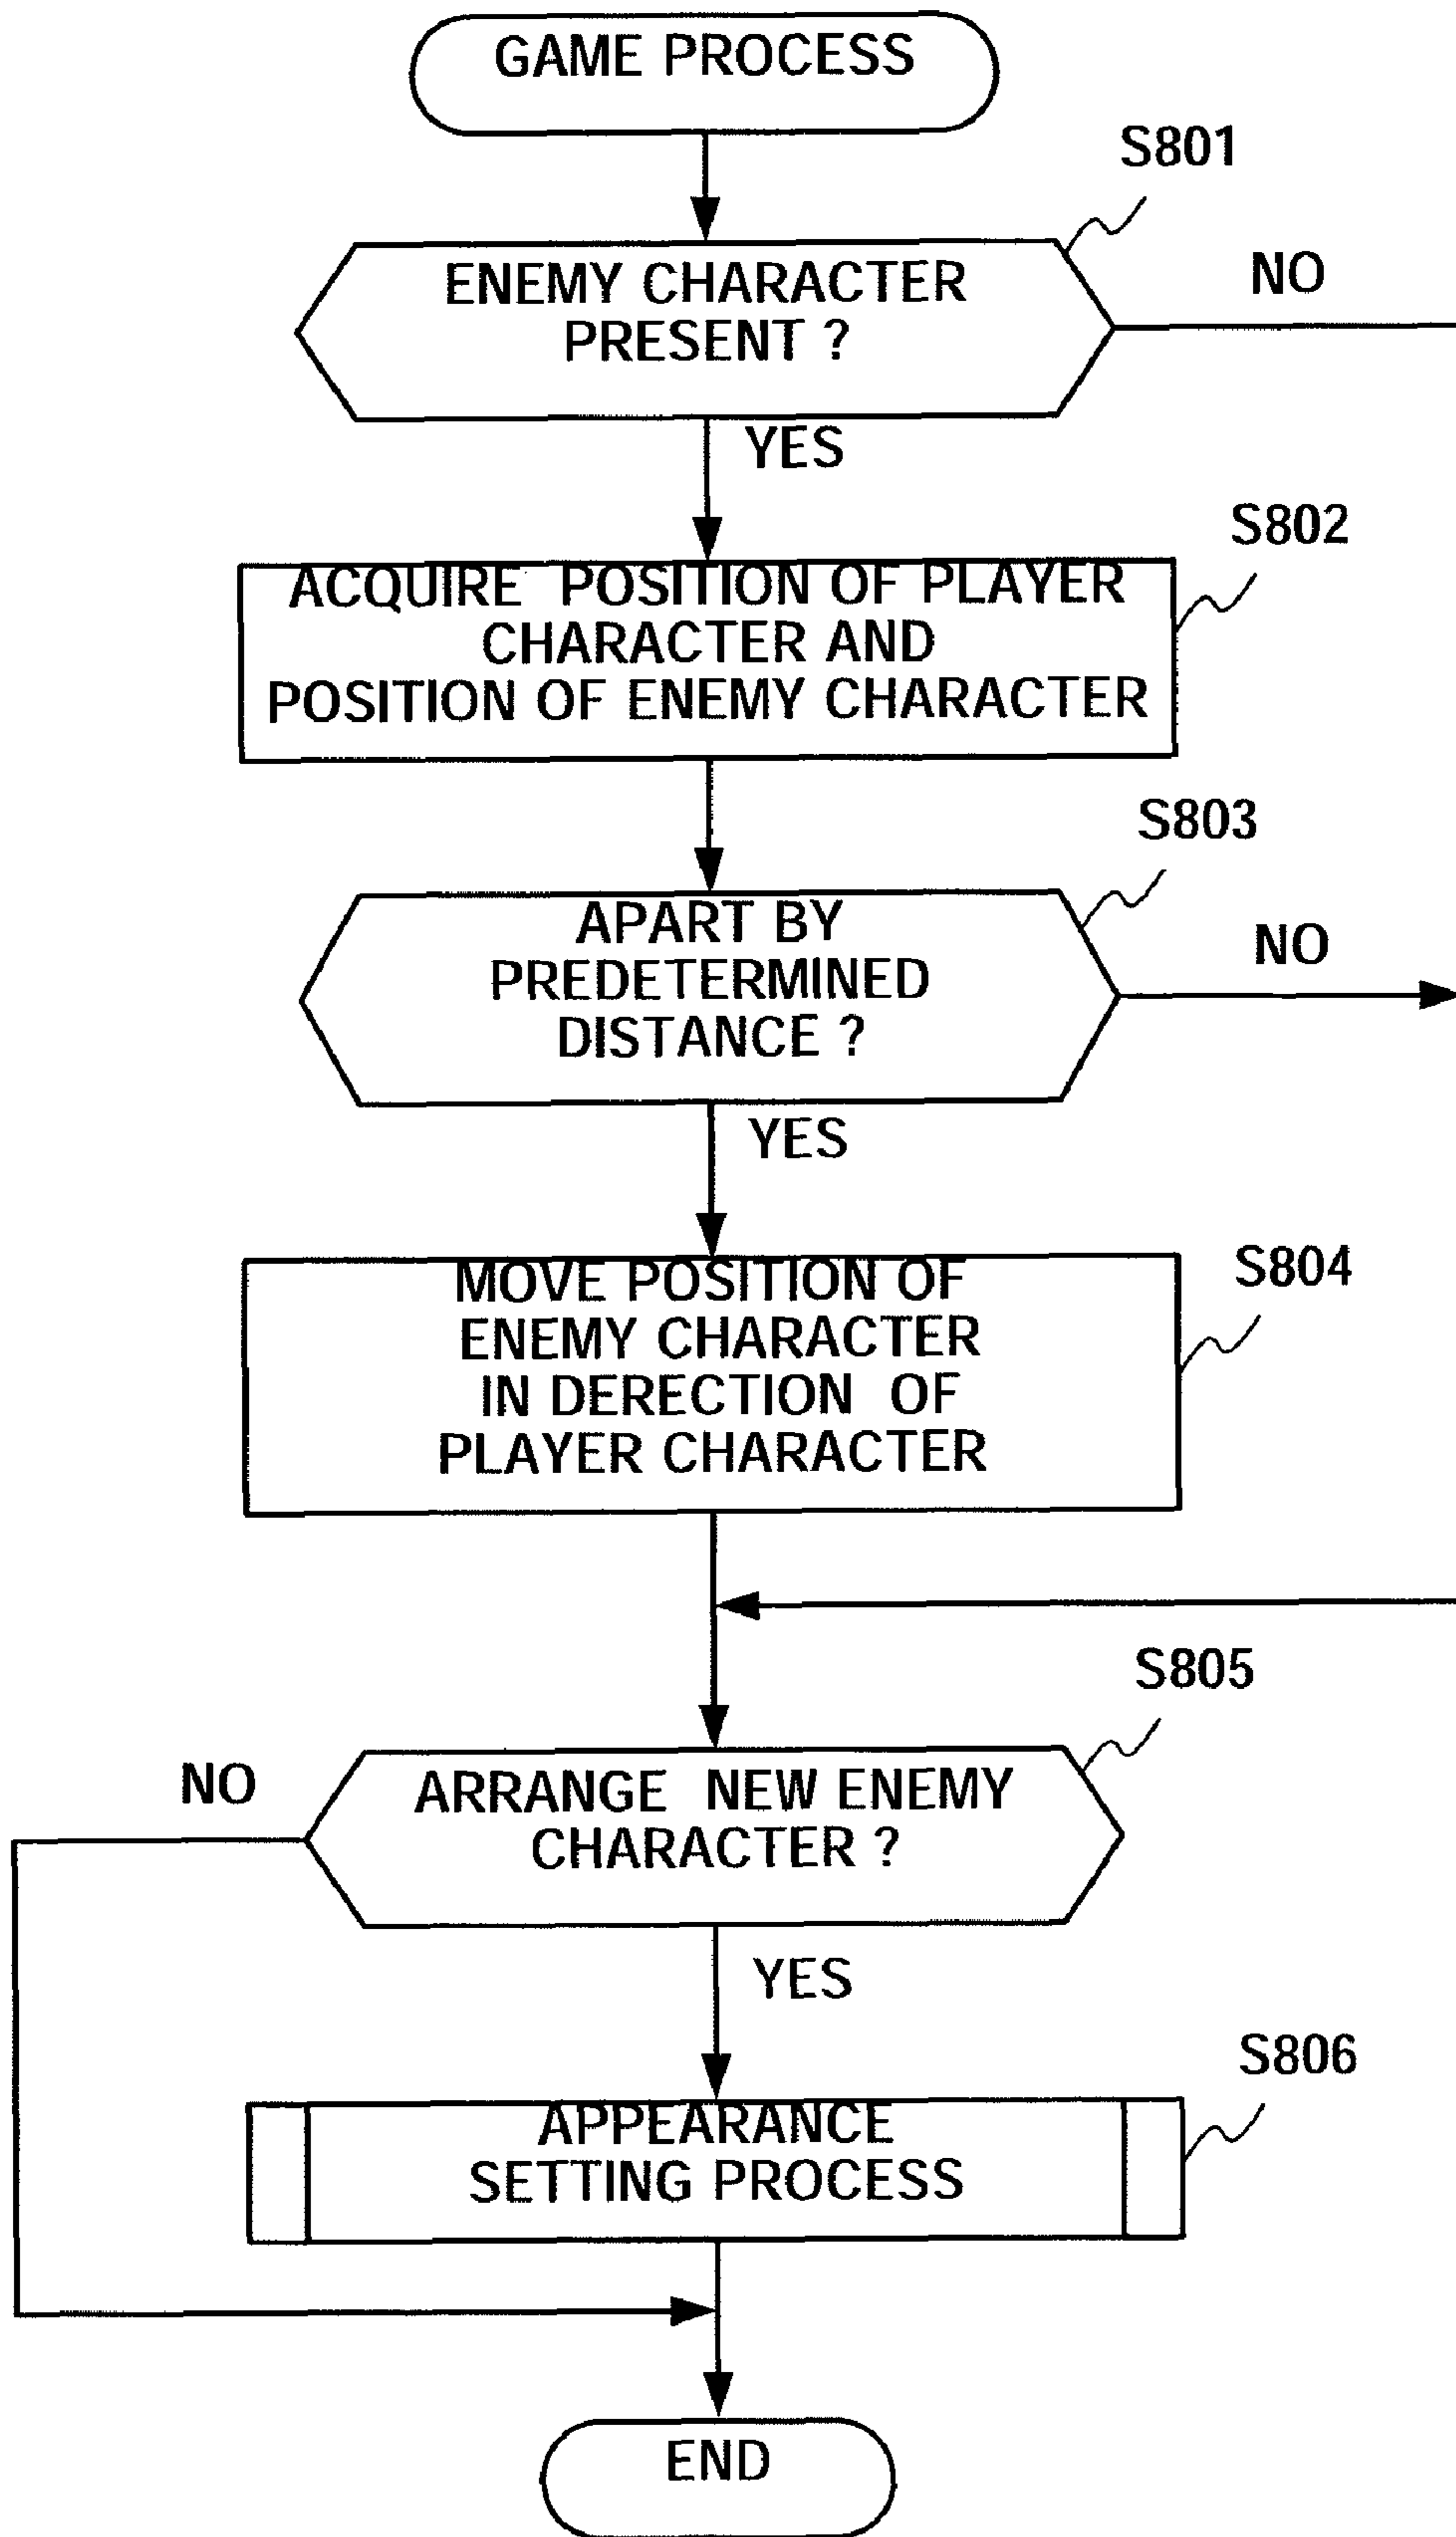 GAME PROCESS
S801
ENEMY CHARACTER
PRESENT ?
NO
YES
S802
ACQUIRE POSITION OF PLAYER
CHARACTER AND
POSITION OF ENEMY CHARACTER
S803
APART BY
PREDETERMINED
DISTANCE ?
NO
YES
S804
MOVE POSITION OF
ENEMY CHARACTER
IN DERECTION OF
PLAYER CHARACTER
S805
NO
ARRANGE NEW ENEMY
CHARACTER ?
YES
S806
APPEARANCE
SETTING PROCESS
END